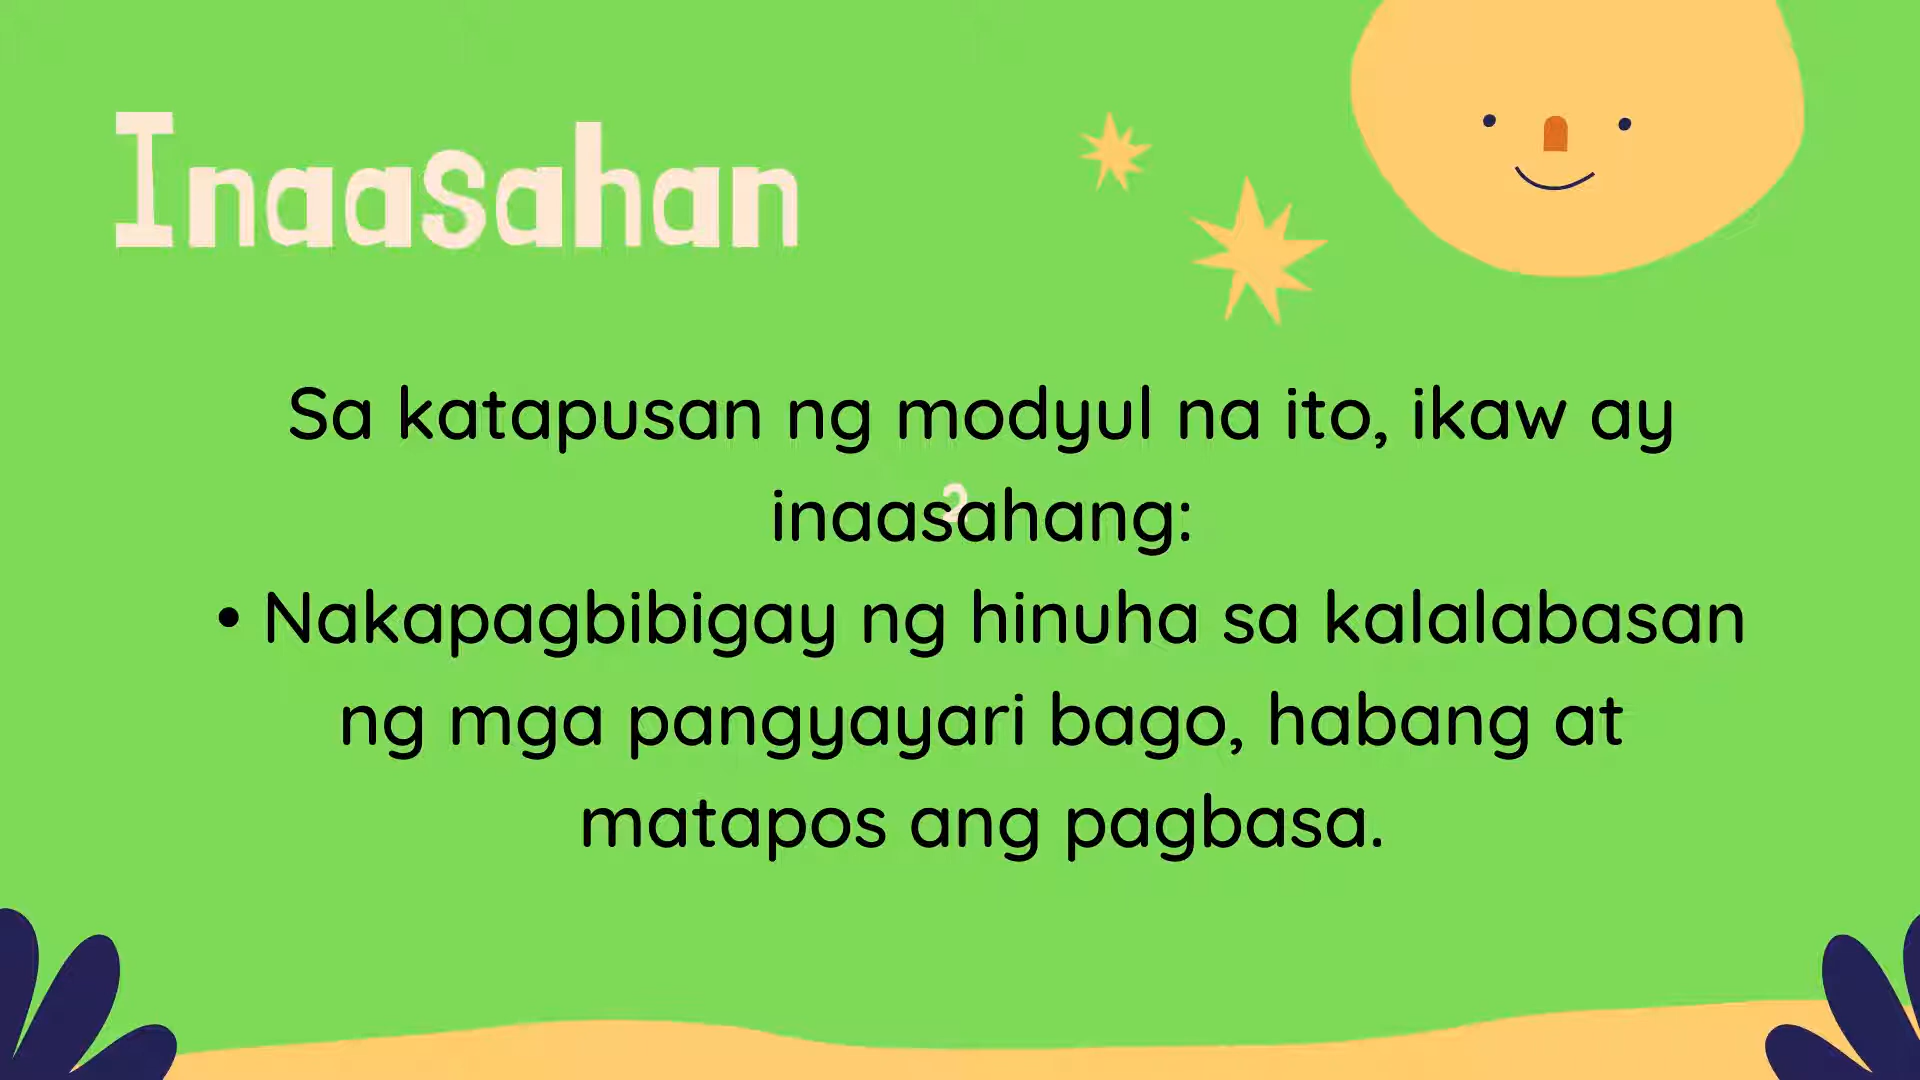 Inaasahan
Sa katapusan ng modyul na ito, ikaw ay
2
inaasahang:
• Nakapagbibigay ng hinuha sa kalalabasan
ng mga pangyayari bago, habang at
matapos ang pagbasa.